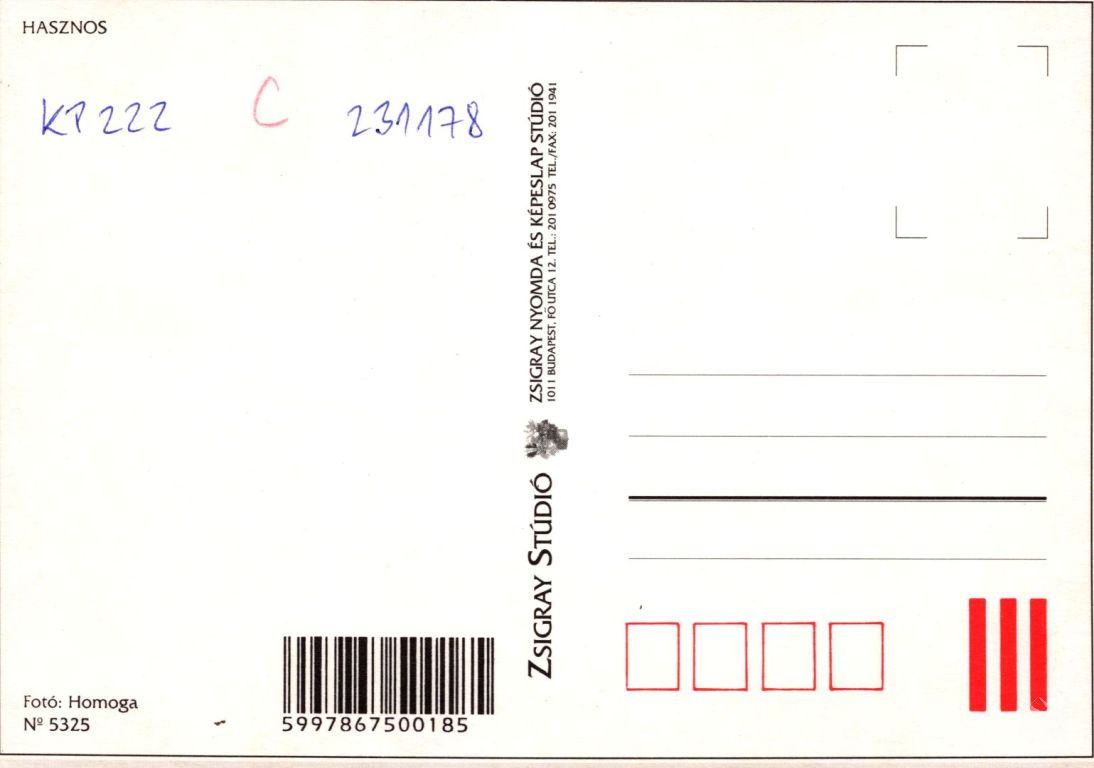 HASZNOS
KP222 C 231178
ZSIGRAY NYOMDA ÉS KÉPESLAP STÚDIÓ
1011 BUDAPEST, FŐ UTCA 12. TEL.: 201 0975 TEL./FAX: 201 1941
ZSIGRAY STÚDIÓ
Fotó: Homoga
Nº 5325
5997867500185